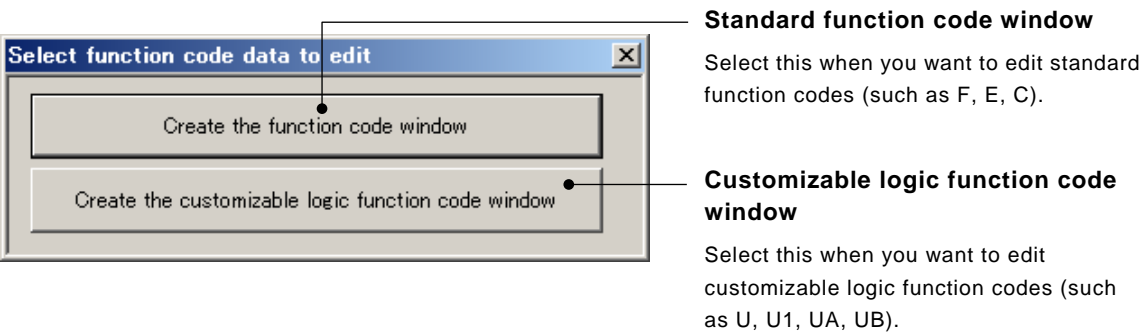 Standard function code window
Select function code data to edit
Select this when you want to edit standard
function codes (such as F, E, C).
Create the function code window
Customizable logic function code
window
Create the customizable logic function code window
Select this when you want to edit
customizable logic function codes (such
as U, U1, UA, UB).